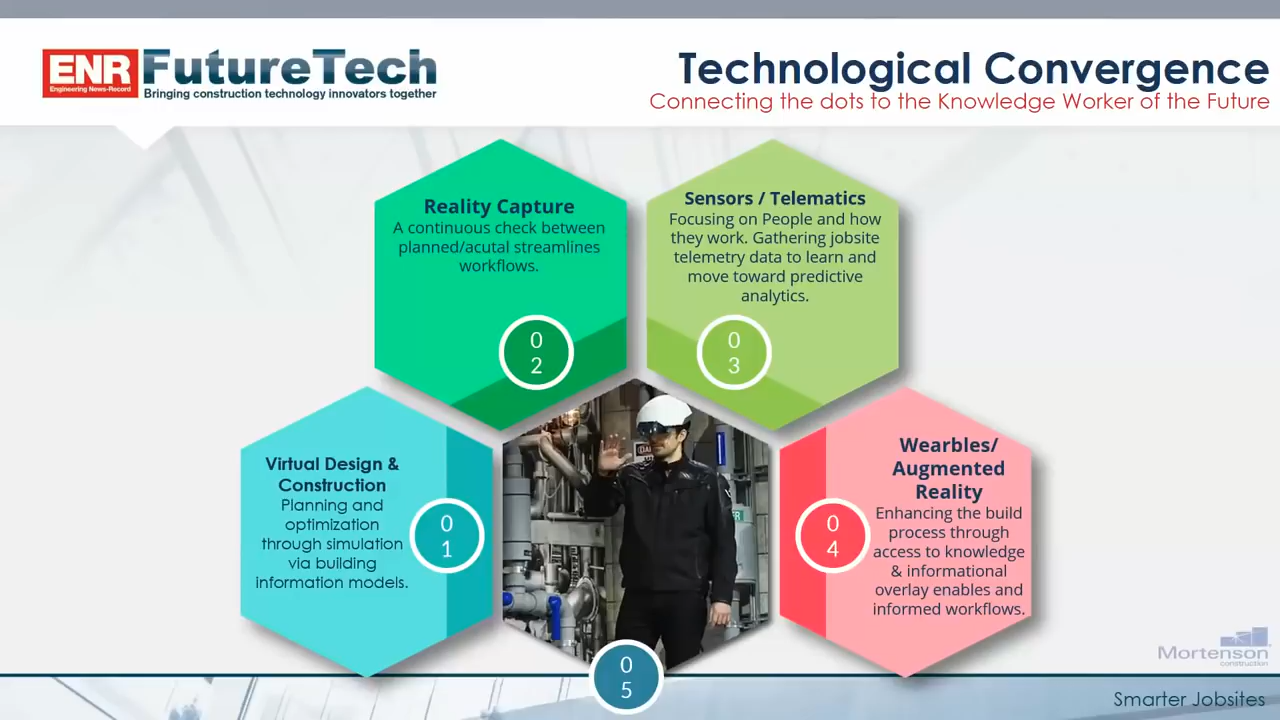 ENR
Engineering News-Record
FutureTech
Bringing construction technology innovators together
Technological Convergence
Connecting the dots to the Knowledge Worker of the Future
Reality Capture
A continuous check between
planned/acutal streamlines
workflows.
0
2
Sensors / Telematics
Focusing on People and how
they work. Gathering jobsite
telemetry data to learn and
move toward predictive
analytics.
0
3
Virtual Design &
Construction
Planning and
optimization
through simulation
via building
information models.
0
1
Wearbles/
Augmented
Reality
Enhancing the build
process through
access to knowledge
& informational
overlay enables and
informed workflows.
0
4
0
5
Mortenson
construction
Smarter Jobsites